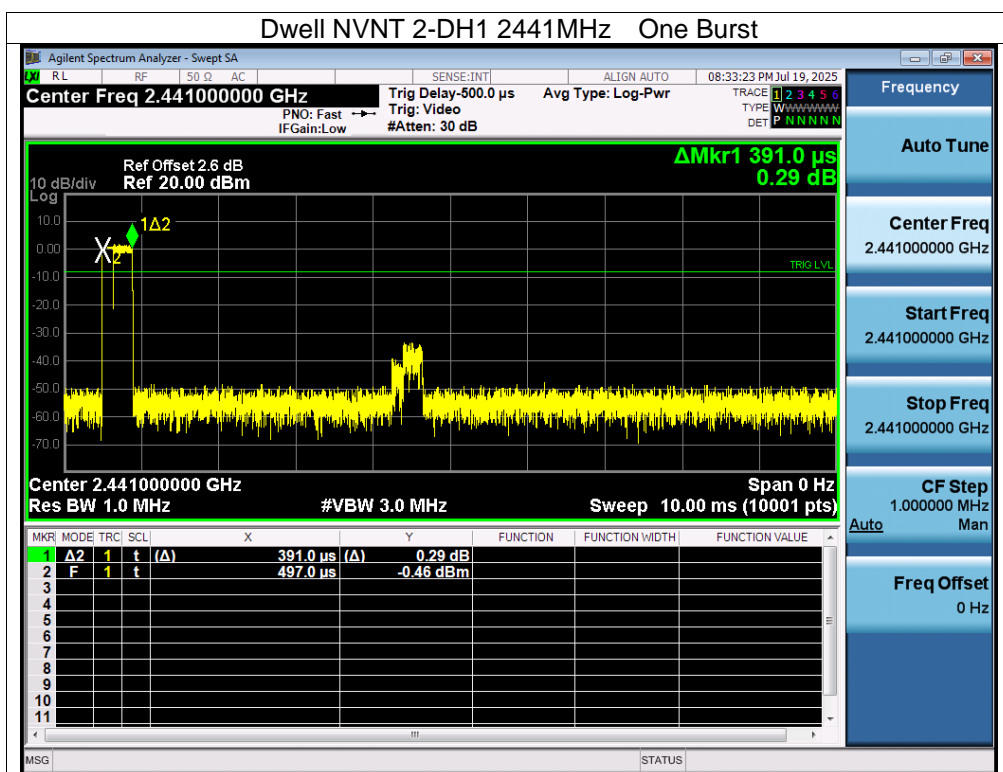 Dwell NVNT 2-DH1 2441MHz One Burst
Agilent Spectrum Analyzer - Swept SA
LXI RL RF 50 Ω AC SENSE:INT ALIGN AUTO 08:33:23 PM Jul 19, 2025
Center Freq 2.441000000 GHz Trig Delay-500.0 µs Avg Type: Log-Pwr TRACE 1 2 3 4 5 6
PNO: Fast Trig: Video TYPE WWWWWW
IFGain:Low #Atten: 30 dB DET P N N N N N
ΔMkr1 391.0 µs
0.29 dB
Ref Offset 2.6 dB
10 dB/div Ref 20.00 dBm
Log
10.0
0.00
-10.0
-20.0
-30.0
-40.0
-50.0
-60.0
-70.0
1Δ2
2
TRIG LVL
Center 2.441000000 GHz Span 0 Hz
Res BW 1.0 MHz #VBW 3.0 MHz Sweep 10.00 ms (10001 pts)
MKR MODE TRC SCL X Y FUNCTION FUNCTION WIDTH FUNCTION VALUE
1 Δ2 1 t (Δ) 391.0 µs (Δ) 0.29 dB
2 F 1 t 497.0 µs -0.46 dBm
3
4
5
6
7
8
9
10
11
MSG STATUS
Frequency
Auto Tune
Center Freq
2.441000000 GHz
Start Freq
2.441000000 GHz
Stop Freq
2.441000000 GHz
CF Step
1.000000 MHz
Auto Man
Freq Offset
0 Hz